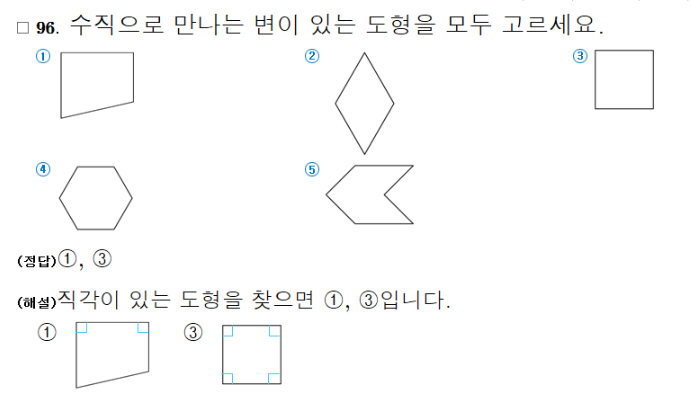 □ 96. 수직으로 만나는 변이 있는 도형을 모두 고르세요.
① ② ③
④ ⑤
(정답)①, ③
(해설)직각이 있는 도형을 찾으면 ①, ③입니다.
① ③